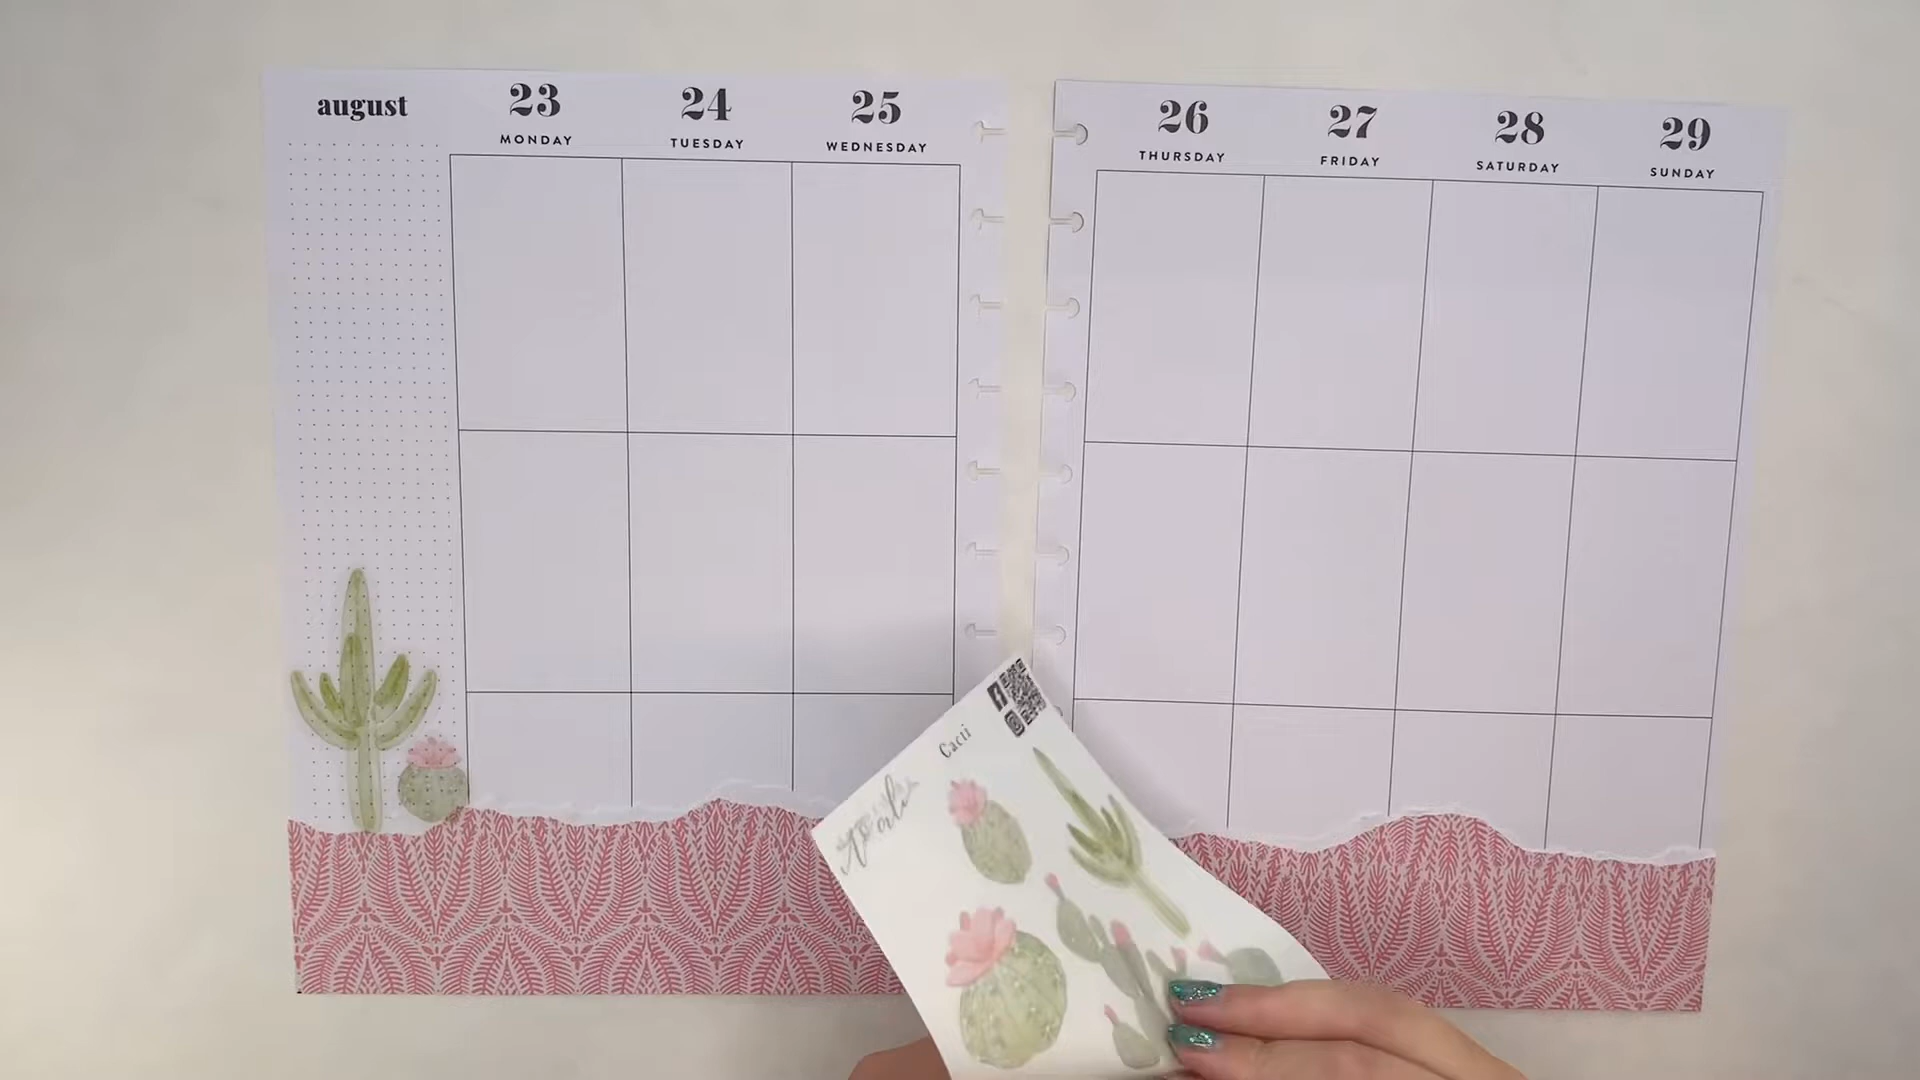 august
23
MONDAY
24
TUESDAY
25
WEDNESDAY
26
THURSDAY
27
FRIDAY
28
SATURDAY
29
SUNDAY
Cacti